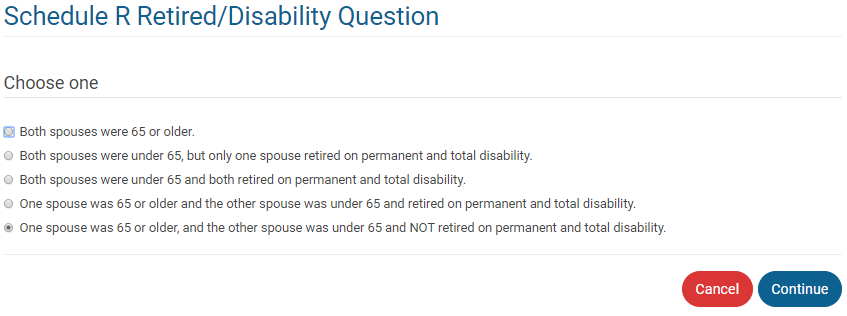 Schedule R Retired/Disability Question
Choose one
Both spouses were 65 or older.
Both spouses were under 65, but only one spouse retired on permanent and total disability.
Both spouses were under 65 and both retired on permanent and total disability.
One spouse was 65 or older and the other spouse was under 65 and retired on permanent and total disability.
One spouse was 65 or older, and the other spouse was under 65 and NOT retired on permanent and total disability.
Cancel Continue